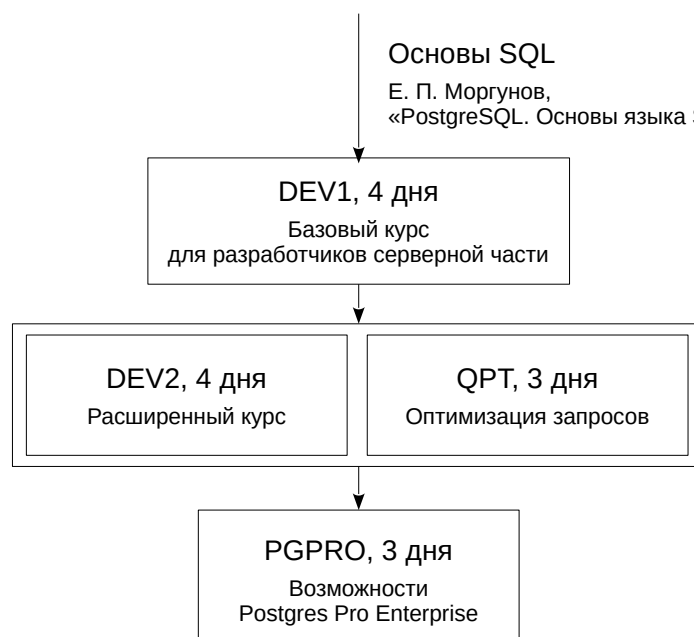 Основы SQL
Е. П. Моргунов,
«PostgreSQL. Основы языка
DEV1, 4 дня
Базовый курс
для разработчиков серверной части
DEV2, 4 дня
Расширенный курс
QPT, 3 дня
Оптимизация запросов
PGPRO, 3 дня
Возможности
Postgres Pro Enterprise